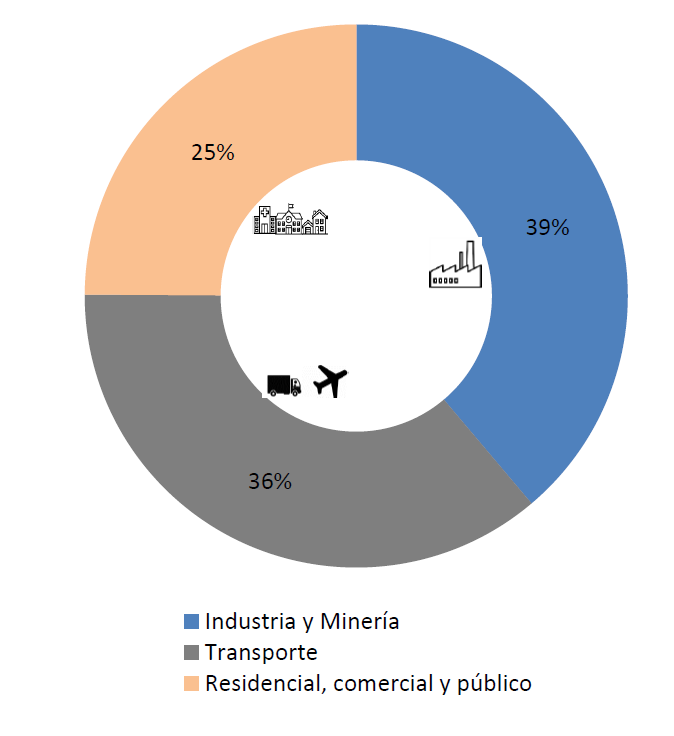 25%
39%
36%
Industria y Minería
Transporte
Residencial, comercial y público